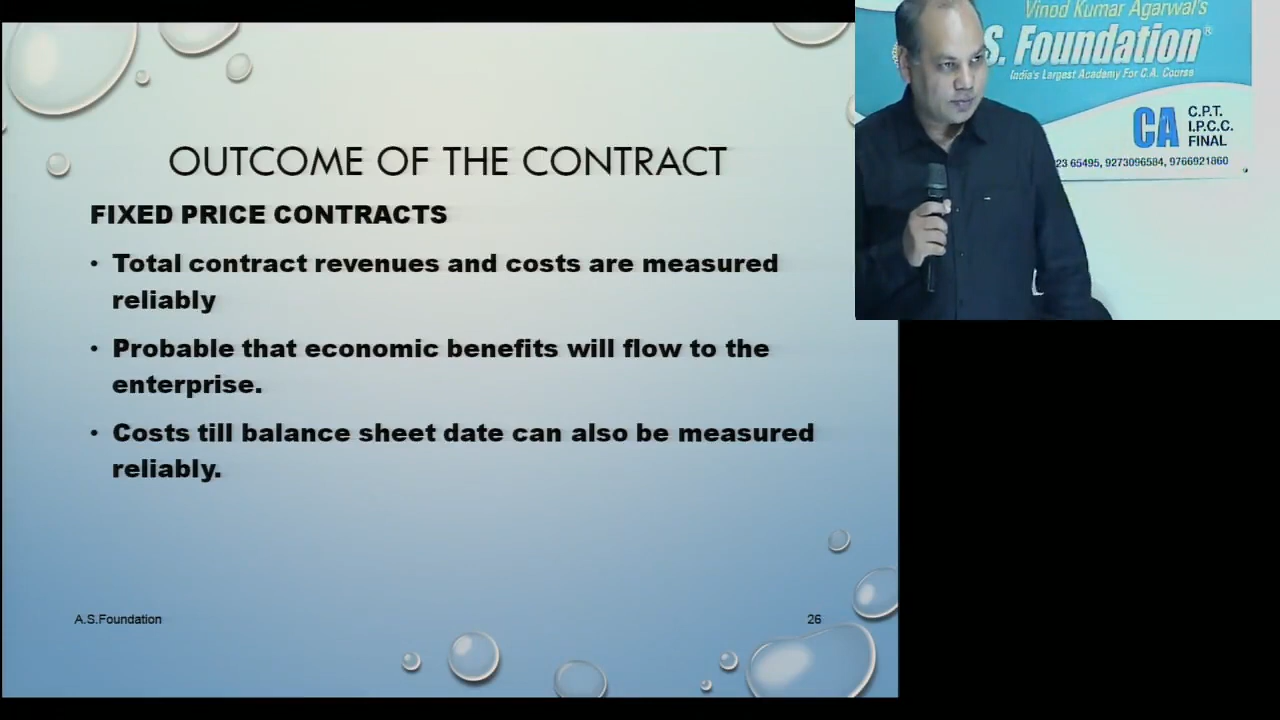 OUTCOME OF THE CONTRACT
FIXED PRICE CONTRACTS
• Total contract revenues and costs are measured
reliably
• Probable that economic benefits will flow to the
enterprise.
• Costs till balance sheet date can also be measured
reliably.
A.S.Foundation
26
Vinod Kumar Agarwal's
S. Foundation®
India's Largest Academy For C.A. Course
CA
C.P.T.
I.P.C.C.
FINAL
23 65495, 9273096584, 9766921860